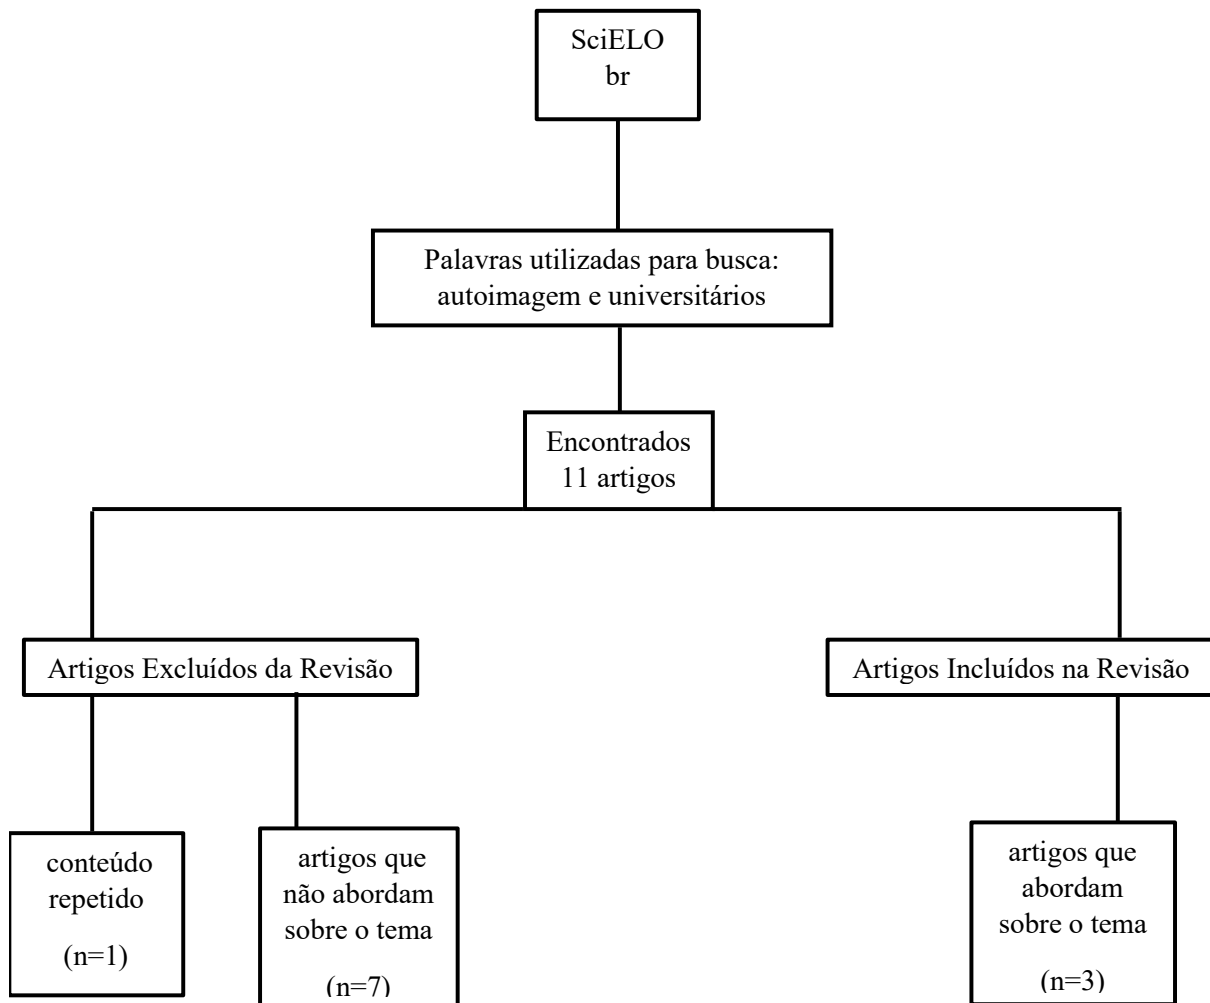 SciELO
br
Palavras utilizadas para busca:
autoimagem e universitários
Encontrados
11 artigos
Artigos Excluídos da Revisão
Artigos Incluídos na Revisão
conteúdo
repetido
(n=1)
artigos que
não abordam
sobre o tema
(n=7)
artigos que
abordam
sobre o tema
(n=3)